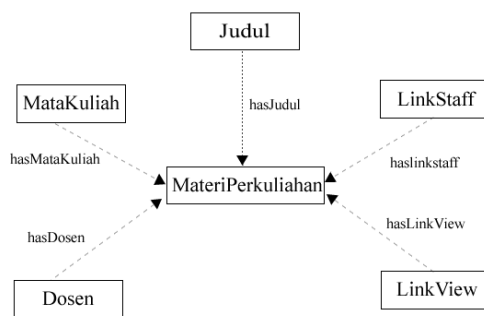 Judul
MataKuliah
LinkStaff
hasJudul
hasMataKuliah
haslinkstaff
MateriPerkuliahan
hasDosen
hasLinkView
Dosen
LinkView